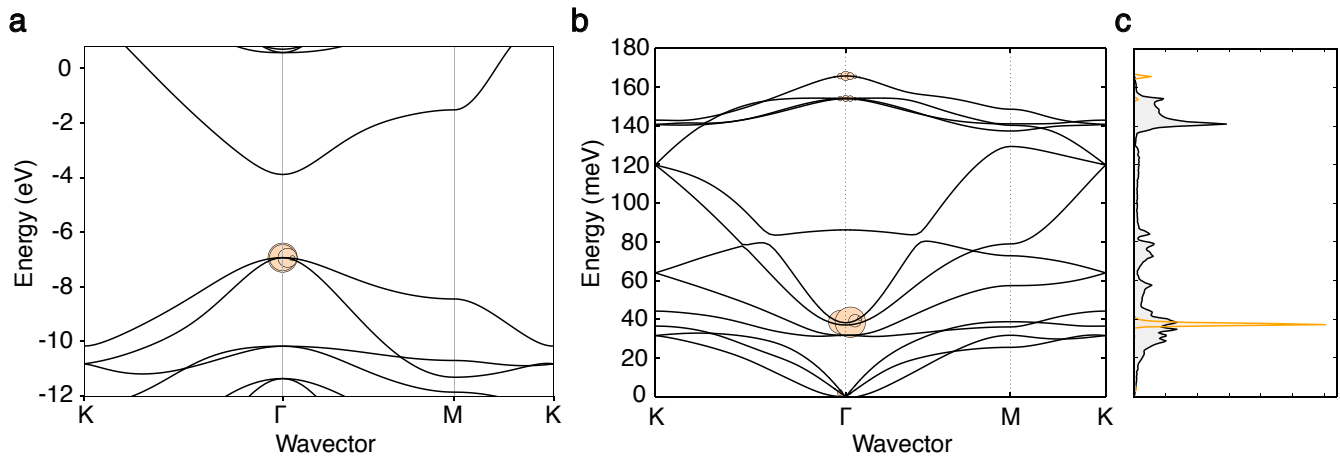 a
b
c
Energy (eV)
0
-2
-4
-6
-8
-10
-12
K
Γ
M
K
Wavector
Energy (meV)
180
160
140
120
100
80
60
40
20
0
K
Γ
M
K
Wavector